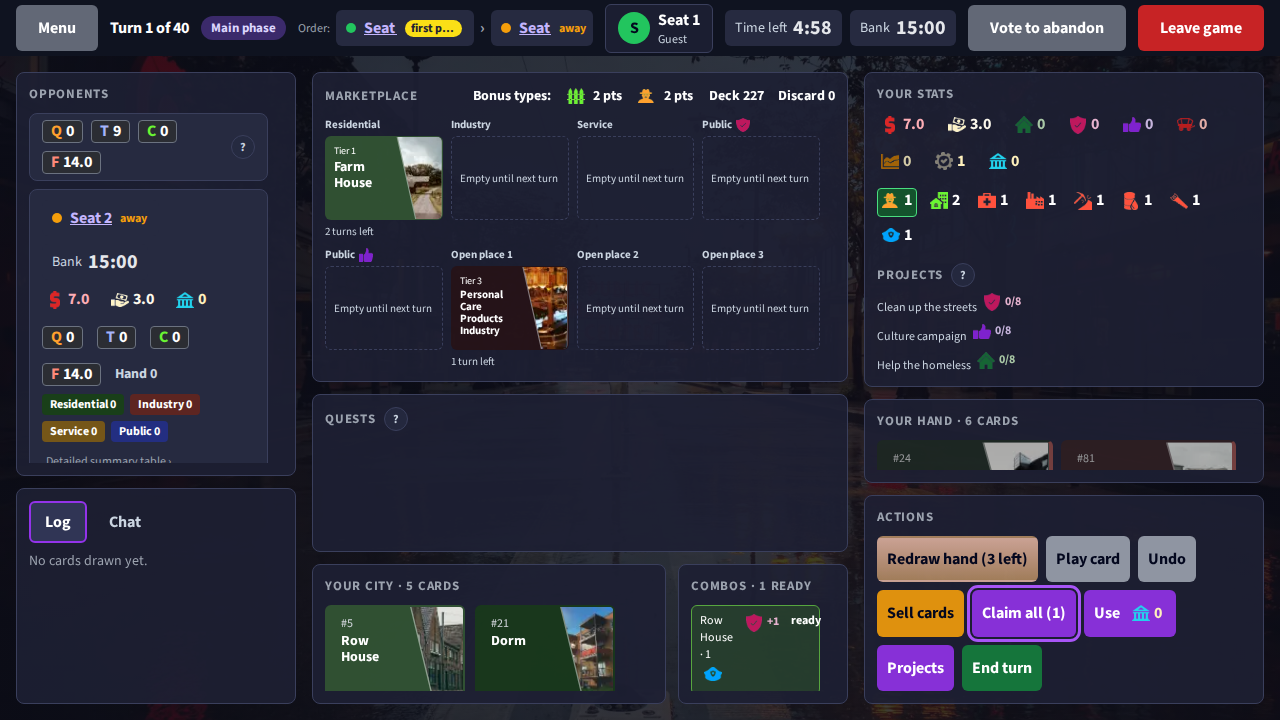 Menu
Turn 1 of 40
Main phase
Order:
Seat
first p...
›
Seat
away
S
Seat 1
Guest
Time left 4:58
Bank 15:00
Vote to abandon
Leave game
OPPONENTS
Q 0
T 9
C 0
F 14.0
?
Seat 2 away
Bank 15:00
7.0
3.0
0
Q 0
T 0
C 0
F 14.0
Hand 0
Residential 0
Industry 0
Service 0
Public 0
Detailed summary table ›
Log
Chat
No cards drawn yet.
MARKETPLACE
Bonus types:
2 pts
2 pts
Deck 227
Discard 0
Residential
Industry
Service
Public
Tier 1
Farm
House
Empty until next turn
Empty until next turn
Empty until next turn
2 turns left
Public
Open place 1
Open place 2
Open place 3
Empty until next turn
Tier 3
Personal
Care
Products
Industry
Empty until next turn
Empty until next turn
1 turn left
QUESTS
?
YOUR CITY · 5 CARDS
#5
Row
House
#21
Dorm
COMBOS · 1 READY
Row
House
· 1
+1
ready
YOUR STATS
7.0
3.0
0
0
0
0
0
1
0
1
2
1
1
1
1
1
1
PROJECTS
?
Clean up the streets
0/8
Culture campaign
0/8
Help the homeless
0/8
YOUR HAND · 6 CARDS
#24
#81
ACTIONS
Redraw hand (3 left)
Play card
Undo
Sell cards
Claim all (1)
Use 0
Projects
End turn